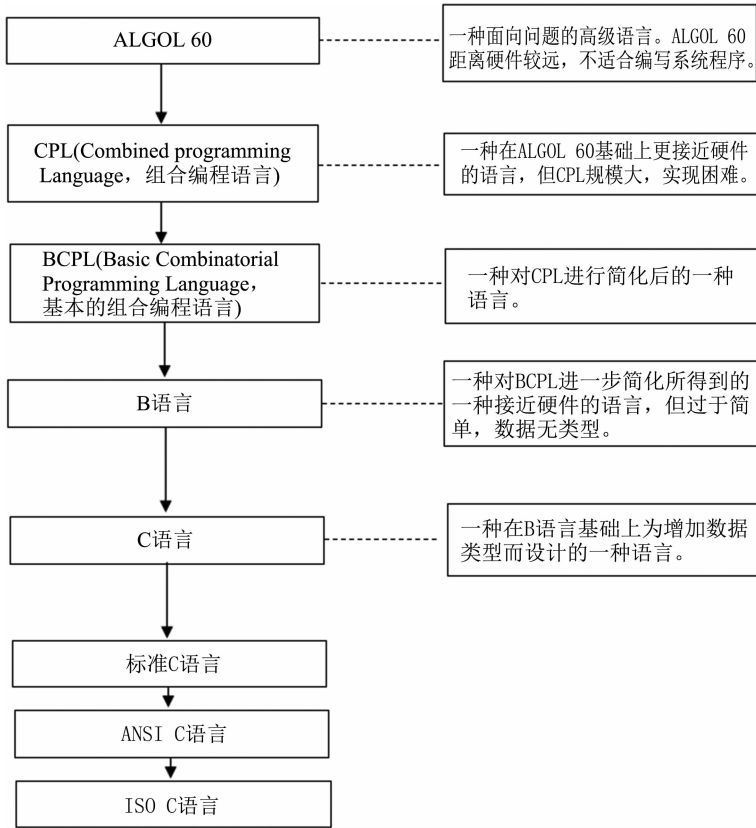 ALGOL 60
一种面向问题的高级语言。ALGOL 60
距离硬件较远，不适合编写系统程序。
CPL(Combined programming
Language，组合编程语言)
一种在ALGOL 60基础上更接近硬件
的语言，但CPL规模大，实现困难。
BCPL(Basic Combinatorial
Programming Language，
基本的组合编程语言)
一种对CPL进行简化后的一种
语言。
B语言
一种对BCPL进一步简化所得到的
一种接近硬件的语言，但过于简
单，数据无类型。
C语言
一种在B语言基础上为增加数据
类型而设计的一种语言。
标准C语言
ANSI C语言
ISO C语言